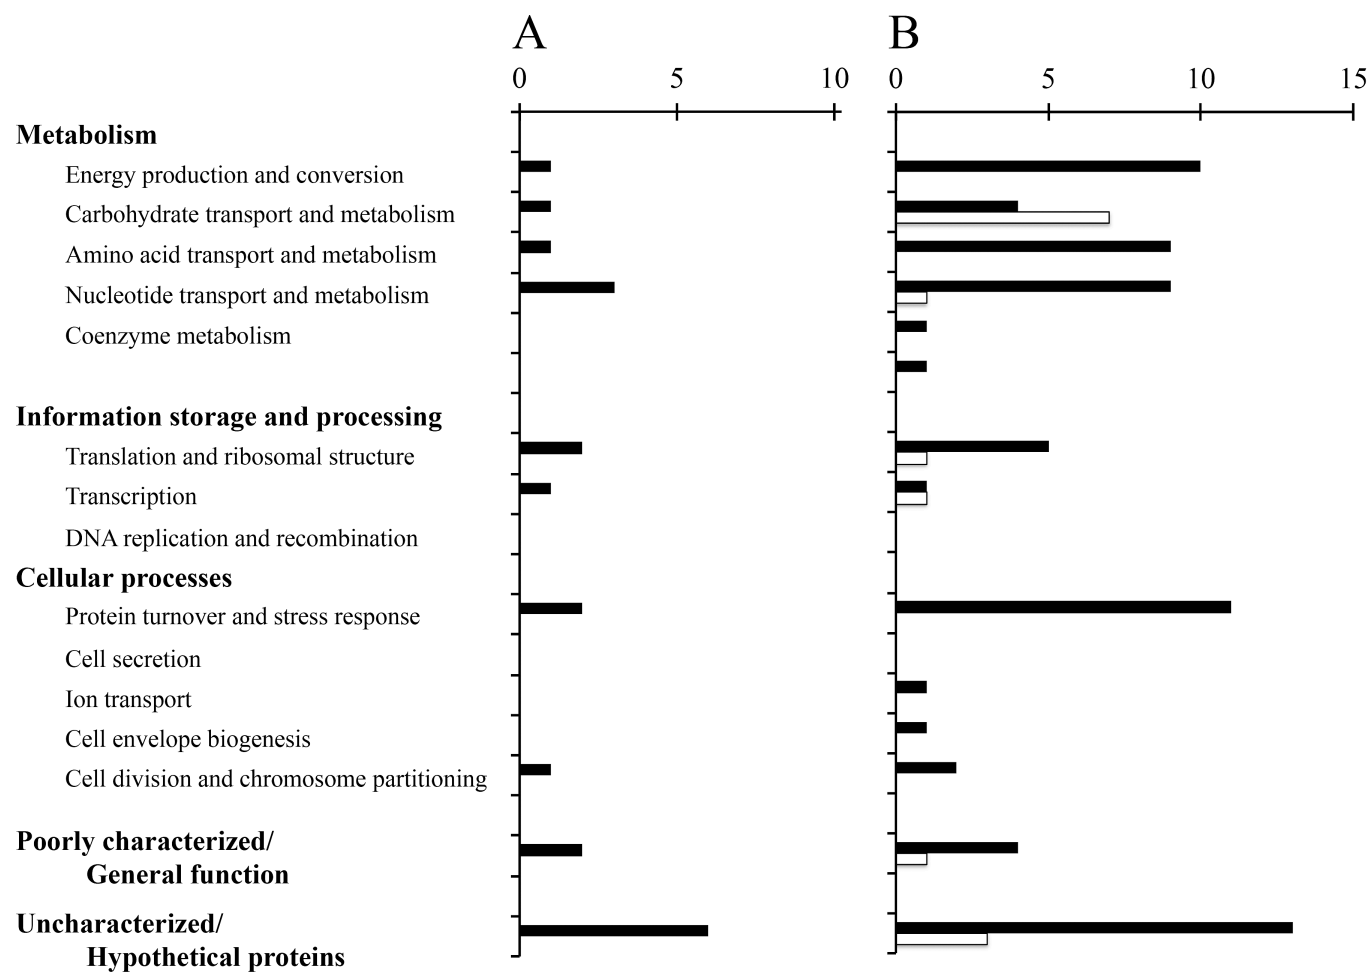 A B
0 5 10 0 5 10 15
Metabolism
Energy production and conversion
Carbohydrate transport and metabolism
Amino acid transport and metabolism
Nucleotide transport and metabolism
Coenzyme metabolism
Information storage and processing
Translation and ribosomal structure
Transcription
DNA replication and recombination
Cellular processes
Protein turnover and stress response
Cell secretion
Ion transport
Cell envelope biogenesis
Cell division and chromosome partitioning
Poorly characterized/
General function
Uncharacterized/
Hypothetical proteins